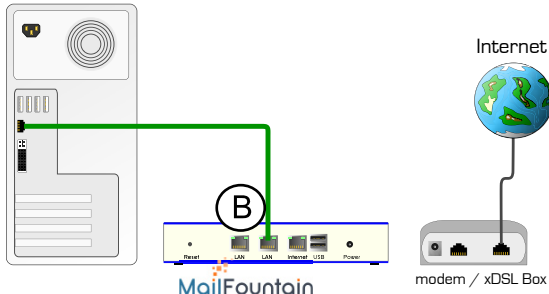 Internet
B
Reset LAN LAN Internet USB Power
MailFountain
modem / xDSL Box